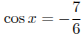 cos x = −7/6